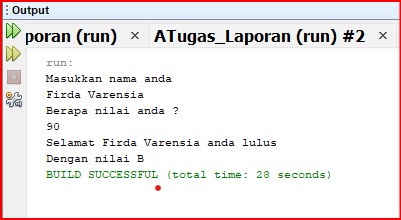 Output
poran (run) × ATugas_Laporan (run) #2 ×
run:
Masukkan nama anda
Firda Varensia
Berapa nilai anda ?
90
Selamat Firda Varensia anda lulus
Dengan nilai B
BUILD SUCCESSFUL (total time: 28 seconds)